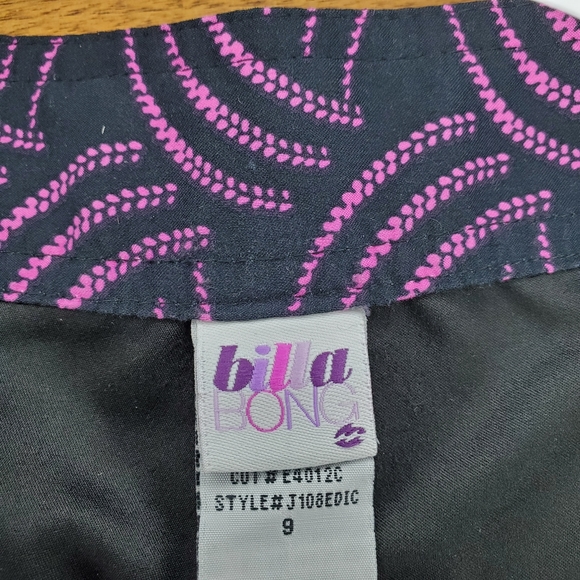 billa
BONG
CUT# E4012C
STYLE# J108EDIC
9